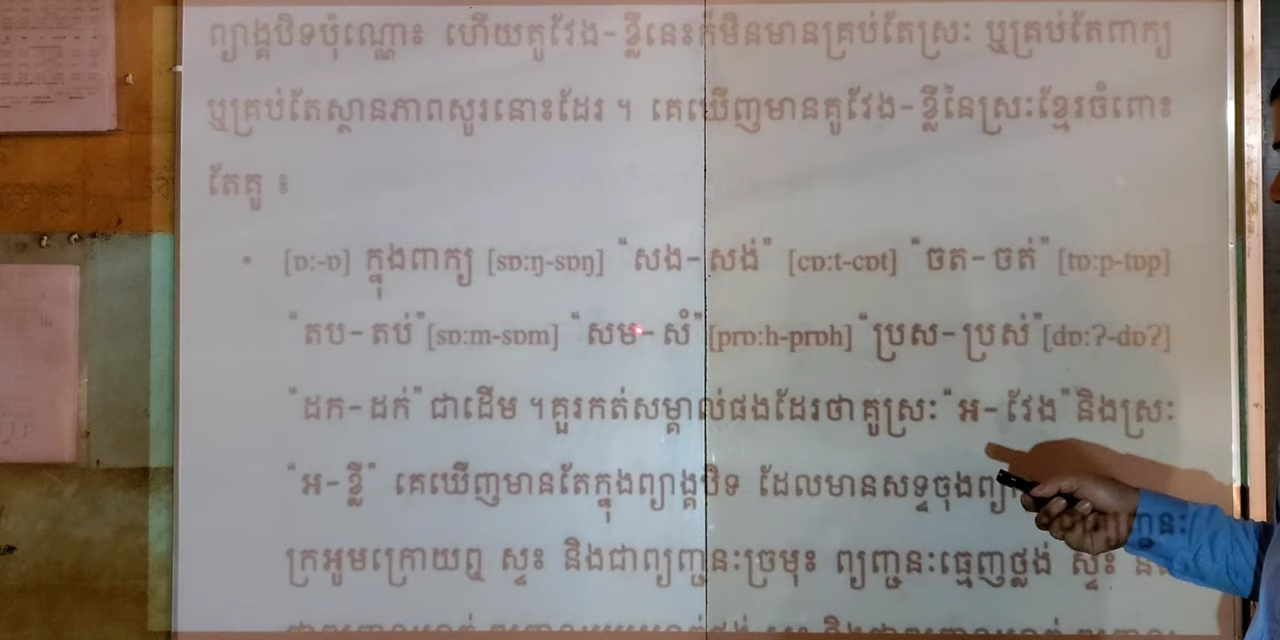 ព្យាង្គបិទប៉ុណ្ណោះ ហើយគូវែង-ខ្លីនេះក៏មិនមានគ្រប់តែស្រៈ ឬគ្រប់តែពាក្យ
ឬគ្រប់តែស្ថានភាពសូរនោះដែរ ។ គេឃើញមានគូវែង-ខ្លីនៃស្រៈខ្មែរចំពោះ
តែគូ ៖
• [ɒ:-ɒ] ក្នុងពាក្យ [sɒ:ŋ-sɒŋ] "សង-សង់" [cɒ:t-cɒt] "ចត-ចត់" [tɒ:p-tɒp]
"តប-តប់" [sɒ:m-sɒm] "សម-សំ" [prɒ:h-prɒh] "ប្រស-ប្រស់" [dɒ:ʔ-dɒʔ]
"ដក-ដក់" ជាដើម ។ គួរកត់សម្គាល់ផងដែរថា គូស្រៈ "អ-វែង" និងស្រៈ
"អ-ខ្លី" គេឃើញមានតែក្នុងព្យាង្គបិទ ដែលមានសទ្ទចុងព្យ ព្យញ្ជនៈ
ក្រអូមក្រោយឮ ស្ទះ និងជាព្យញ្ជនៈច្រមុះ ព្យញ្ជនៈធ្មេញថ្លង់ ស្ទះ